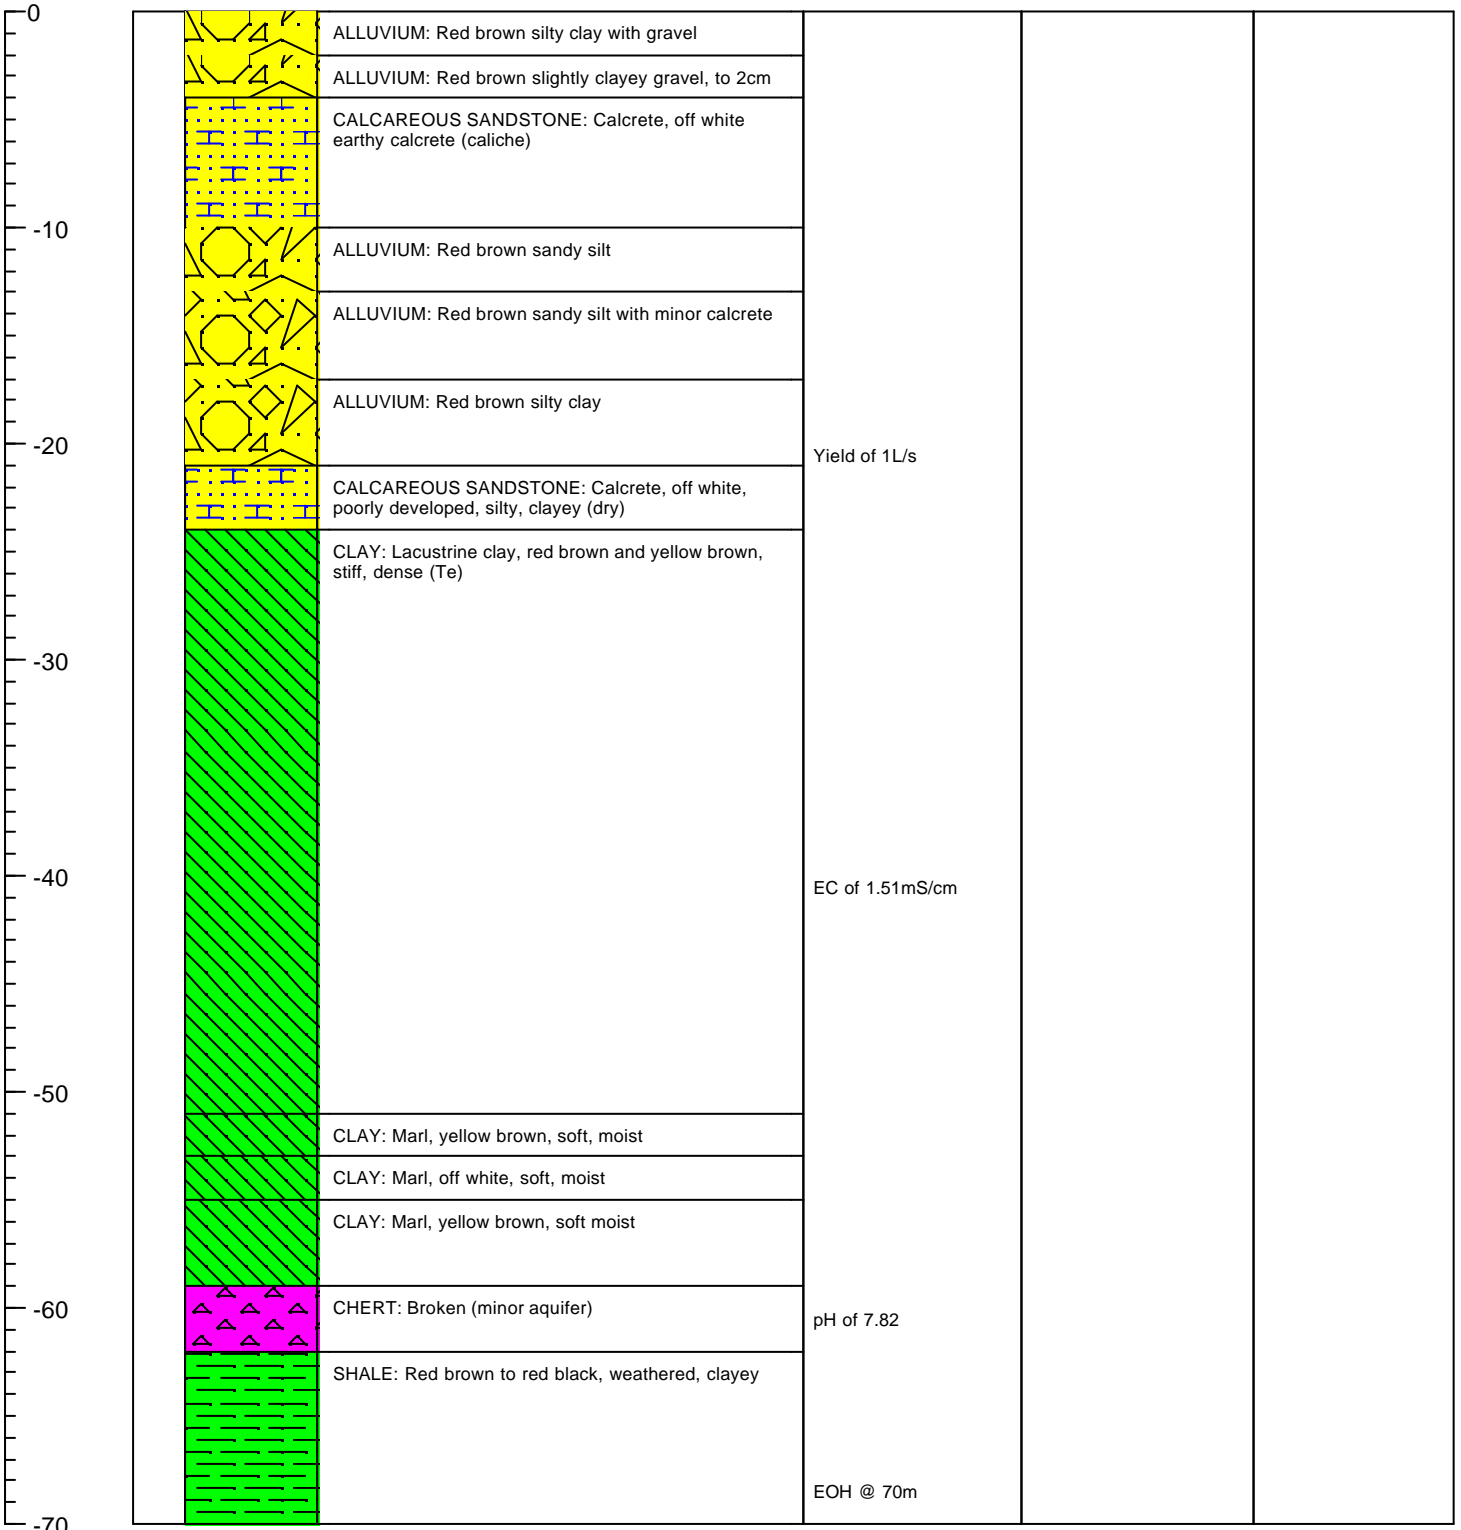 0
ALLUVIUM: Red brown silty clay with gravel
ALLUVIUM: Red brown slightly clayey gravel, to 2cm
CALCAREOUS SANDSTONE: Calcrete, off white
earthy calcrete (caliche)
-10
ALLUVIUM: Red brown sandy silt
ALLUVIUM: Red brown sandy silt with minor calcrete
ALLUVIUM: Red brown silty clay
-20
Yield of 1L/s
CALCAREOUS SANDSTONE: Calcrete, off white,
poorly developed, silty, clayey (dry)
CLAY: Lacustrine clay, red brown and yellow brown,
stiff, dense (Te)
-30
-40
EC of 1.51mS/cm
-50
CLAY: Marl, yellow brown, soft, moist
CLAY: Marl, off white, soft, moist
CLAY: Marl, yellow brown, soft moist
-60
CHERT: Broken (minor aquifer)
pH of 7.82
SHALE: Red brown to red black, weathered, clayey
EOH @ 70m
-70